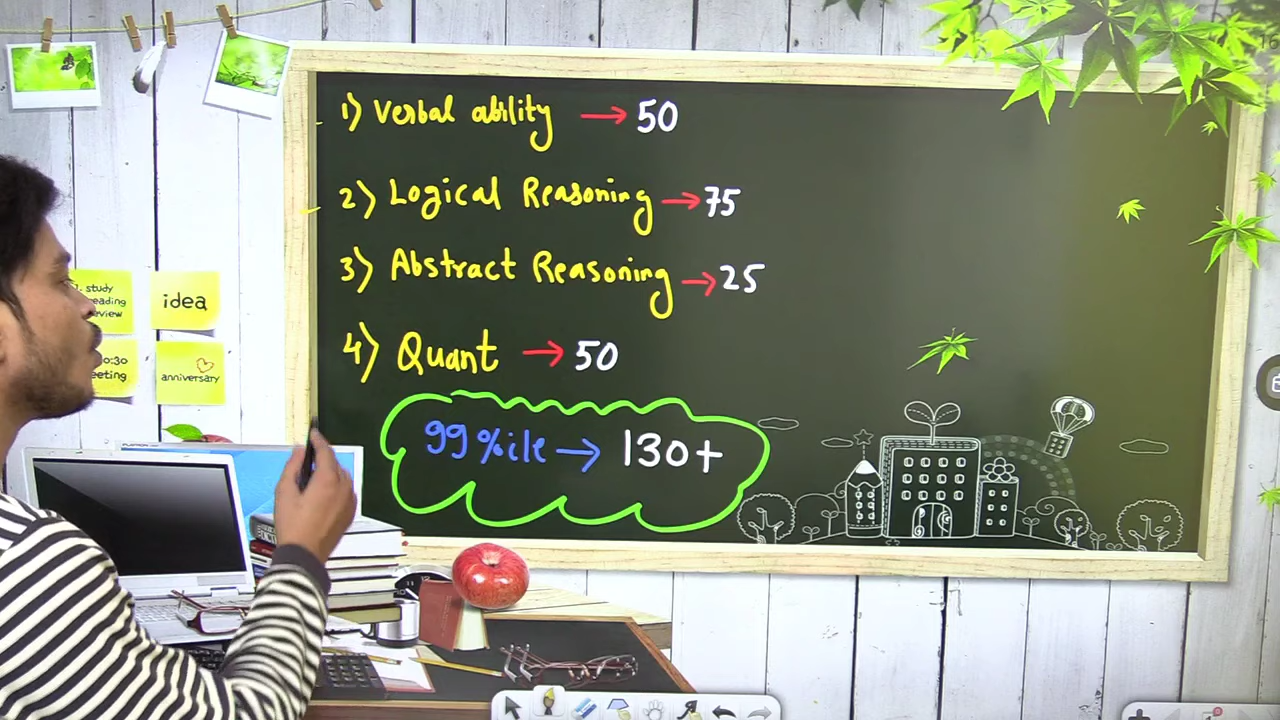 1) Verbal ability → 50
2) Logical Reasoning → 75
3) Abstract Reasoning → 25
4) Quant → 50
99 %ile → 130+
study
idea
anniversary